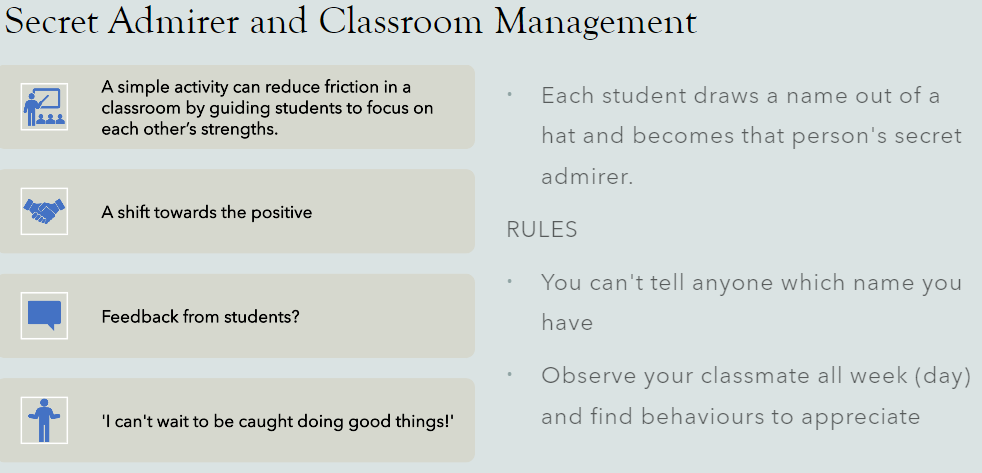 Secret Admirer and Classroom Management
A simple activity can reduce friction in a
classroom by guiding students to focus on
each other’s strengths.
A shift towards the positive
Feedback from students?
'I can't wait to be caught doing good things!'
• Each student draws a name out of a
hat and becomes that person's secret
admirer.
RULES
• You can't tell anyone which name you
have
• Observe your classmate all week (day)
and find behaviours to appreciate